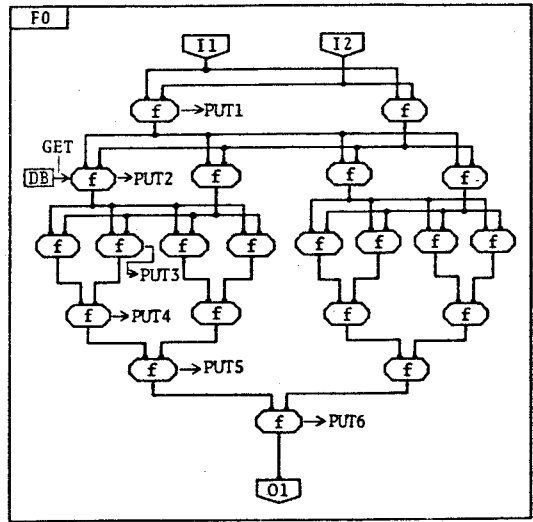 F0
I1 I2
f →PUT1 f
GET
DB f →PUT2 f f f
f f f f f f f f
→PUT3
f →PUT4 f f f
f →PUT5 f
f →PUT6
O1